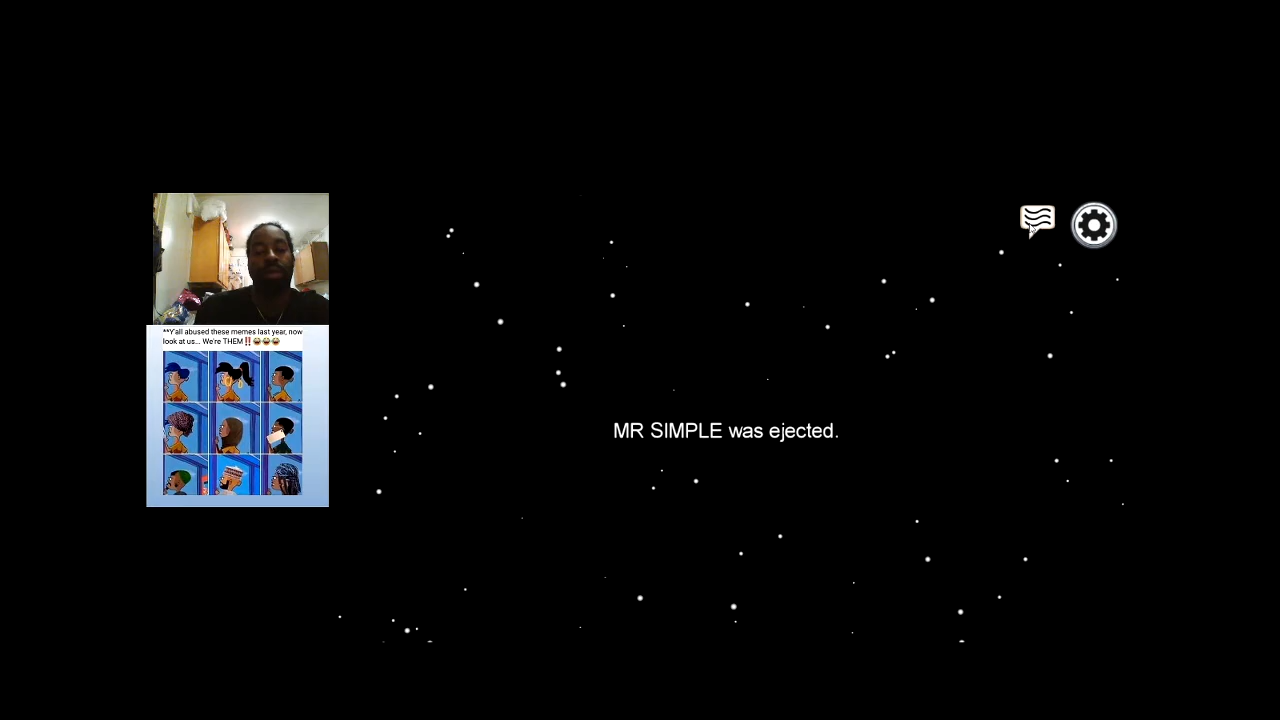 **Y'all abused these memes last year, now
look at us... We're THEM‼️😂😂😂
MR SIMPLE was ejected.